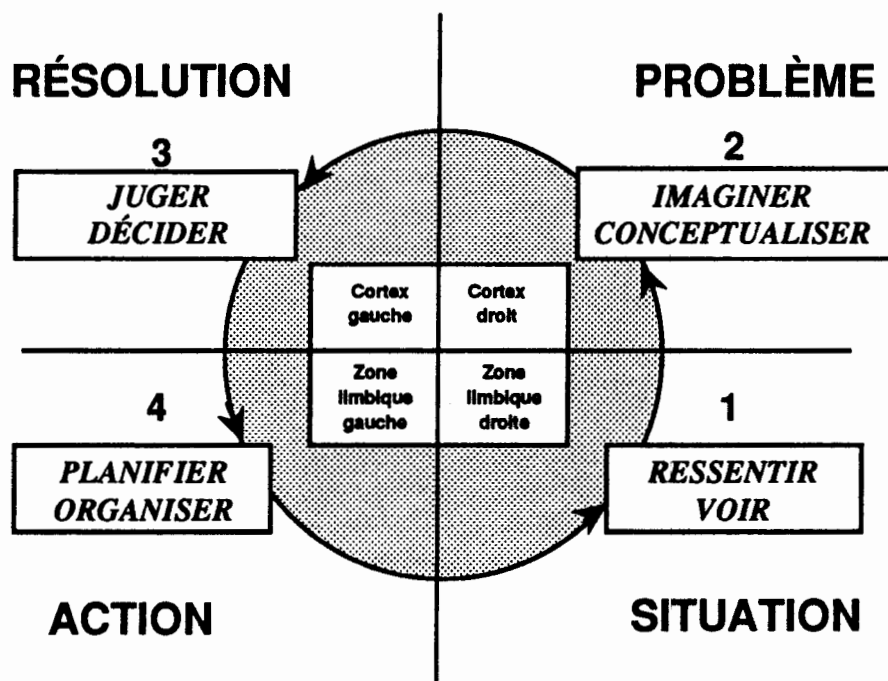 RÉSOLUTION
PROBLÈME
3
2
JUGER
DÉCIDER
IMAGINER
CONCEPTUALISER
Cortex
gauche
Cortex
droit
Zone
limbique
gauche
Zone
limbique
droite
4
1
PLANIFIER
ORGANISER
RESSENTIR
VOIR
ACTION
SITUATION